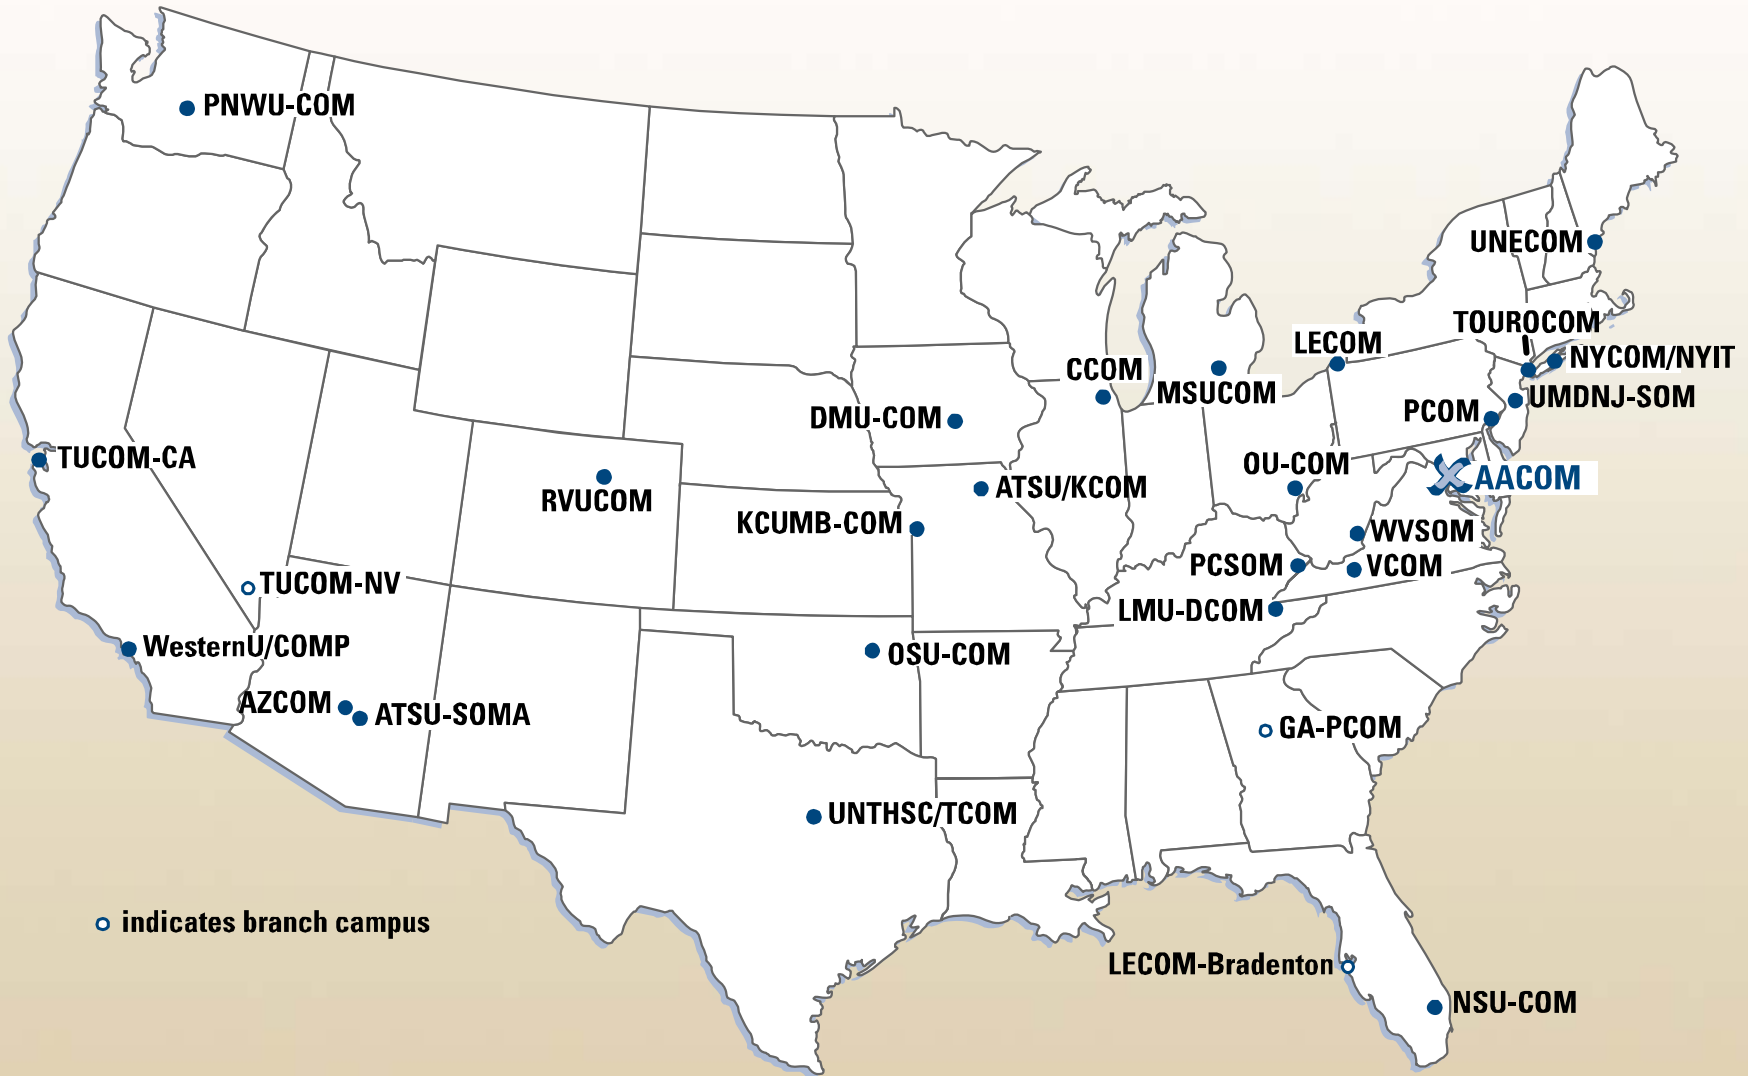 PNWU-COM
UNECOM
TOUROCOM
LECOM
NYCOM/NYIT
CCOM
MSUCOM
UMDNJ-SOM
DMU-COM
PCOM
TUCOM-CA
OU-COM
AACOM
RVUCOM
ATSU/KCOM
KCUMB-COM
WVSOM
PCSOM
VCOM
TUCOM-NV
LMU-DCOM
WesternU/COMP
OSU-COM
AZCOM
ATSU-SOMA
GA-PCOM
UNTHSC/TCOM
indicates branch campus
LECOM-Bradenton
NSU-COM